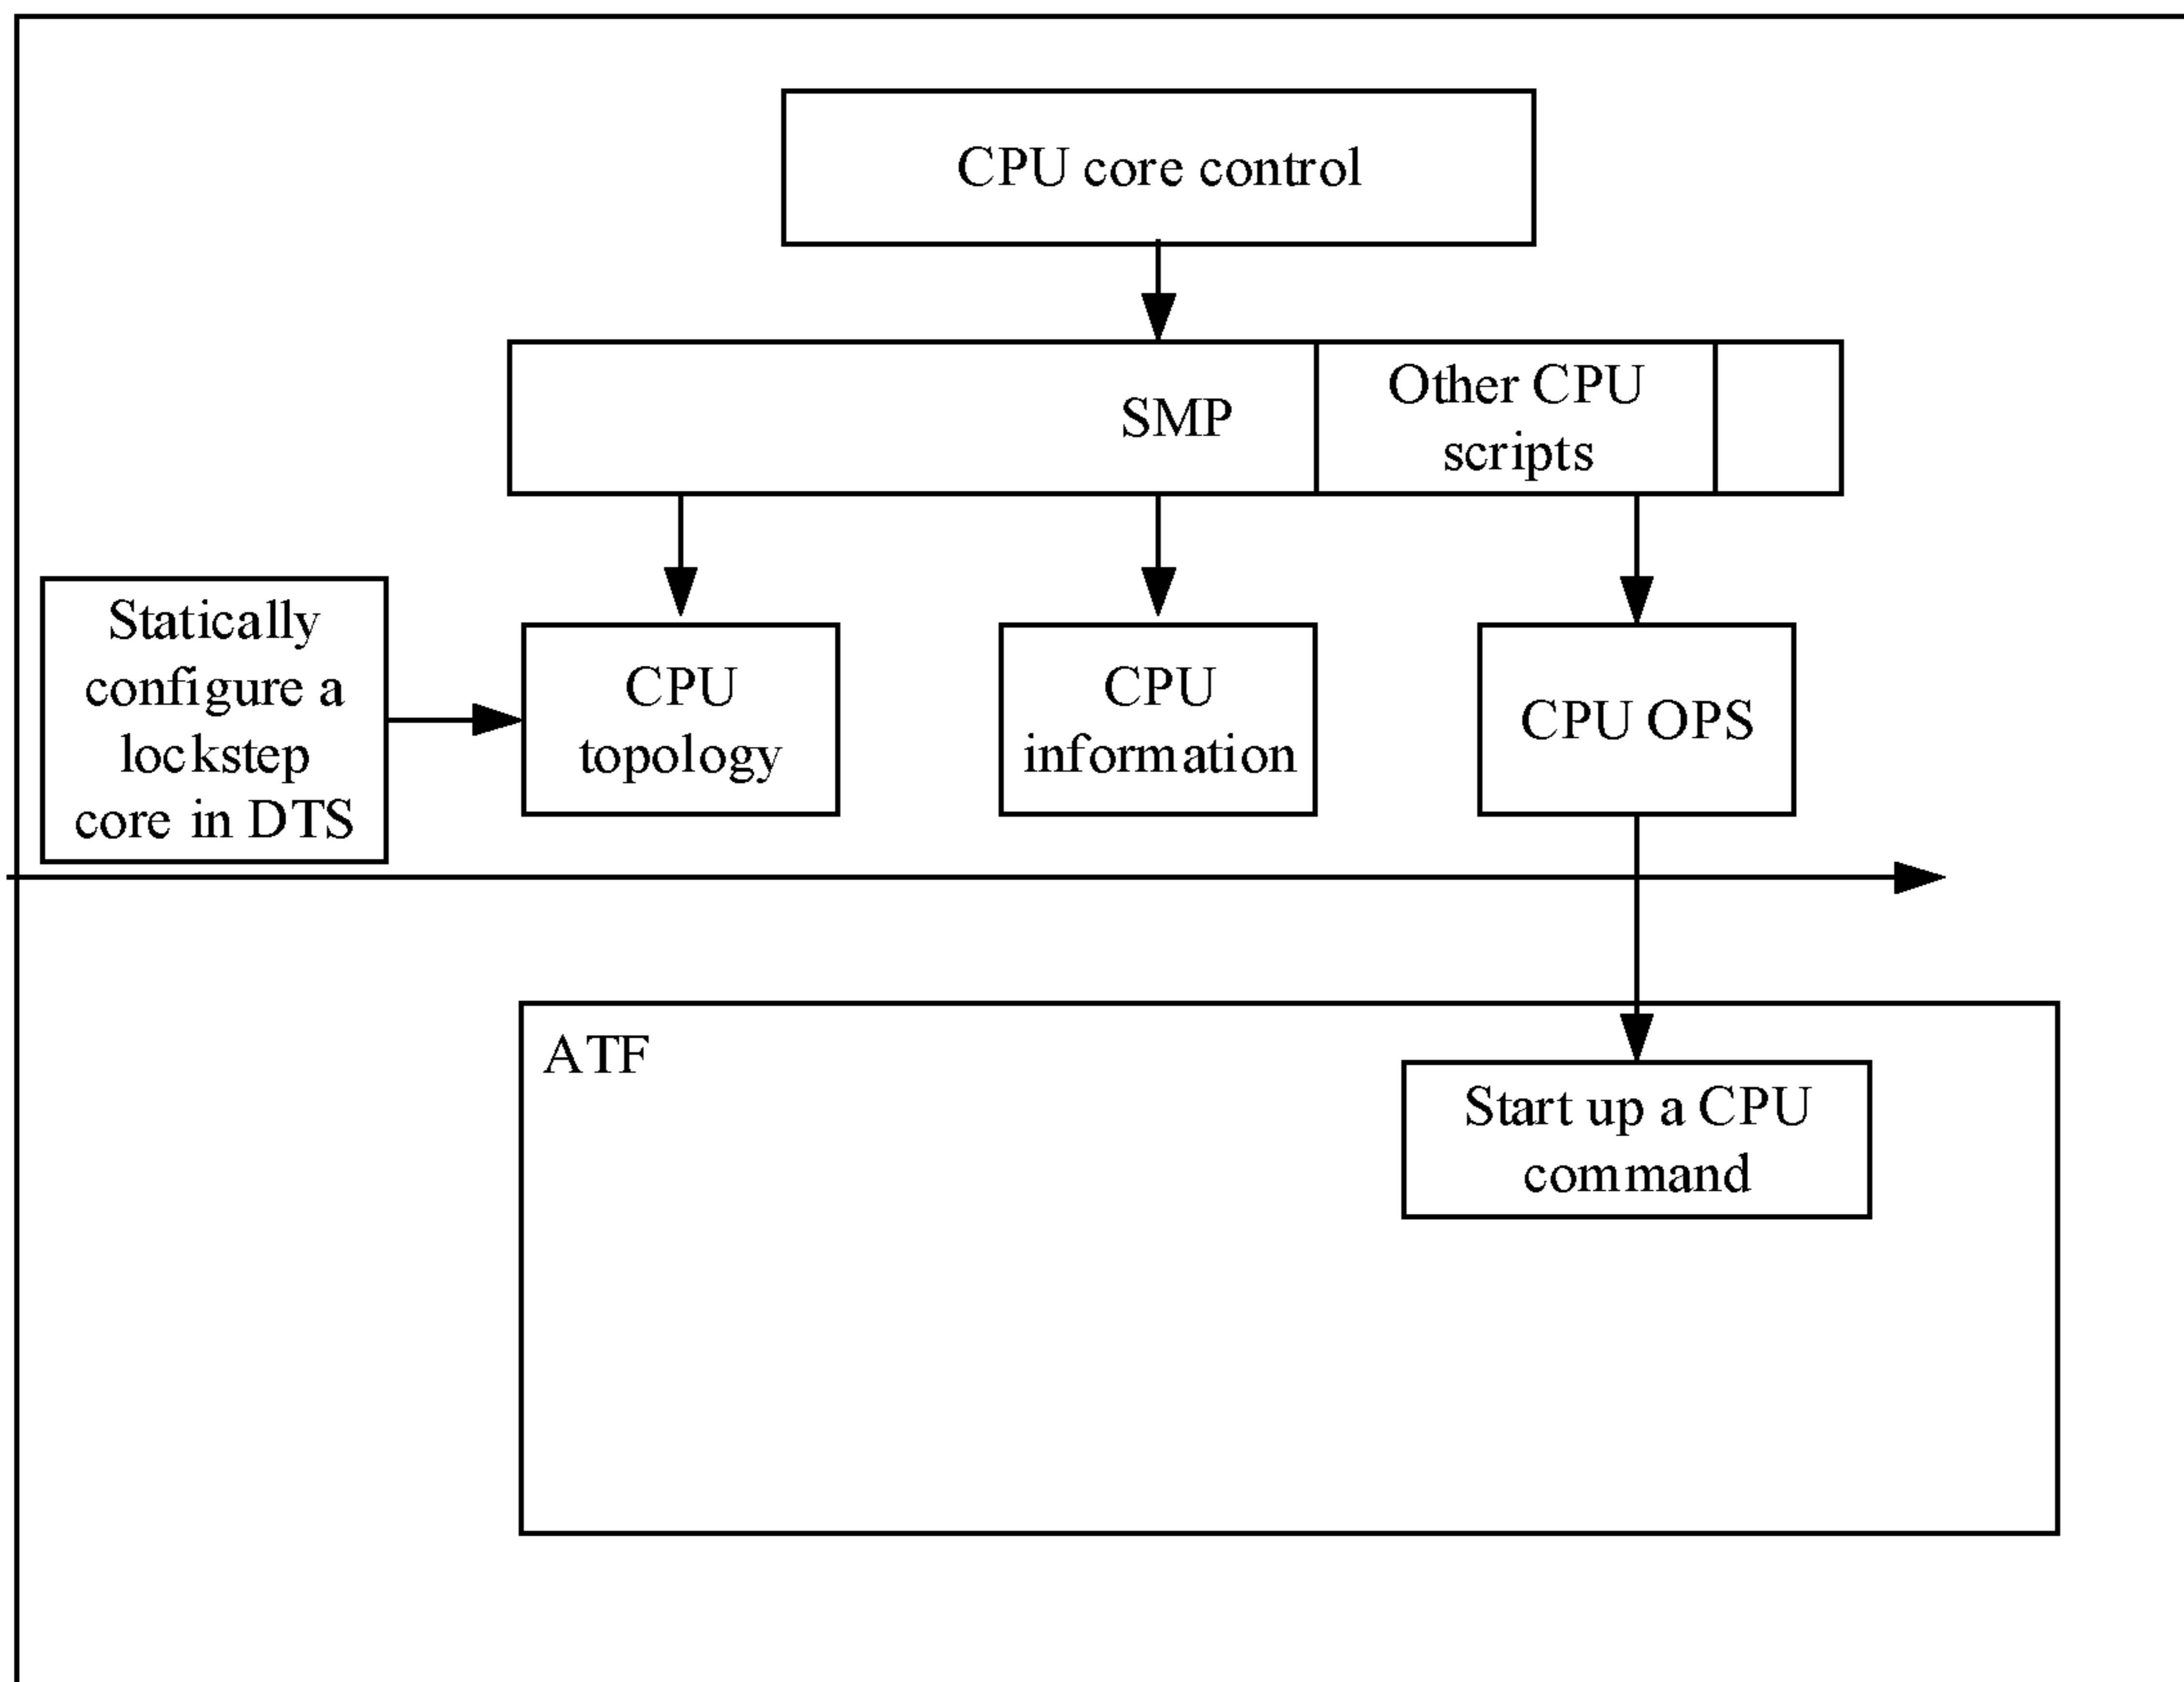 CPU core control
SMP
Other CPU
scripts
Statically
configure a
lockstep
core in DTS
CPU
topology
CPU
information
CPU OPS
ATF
Start up a CPU
command